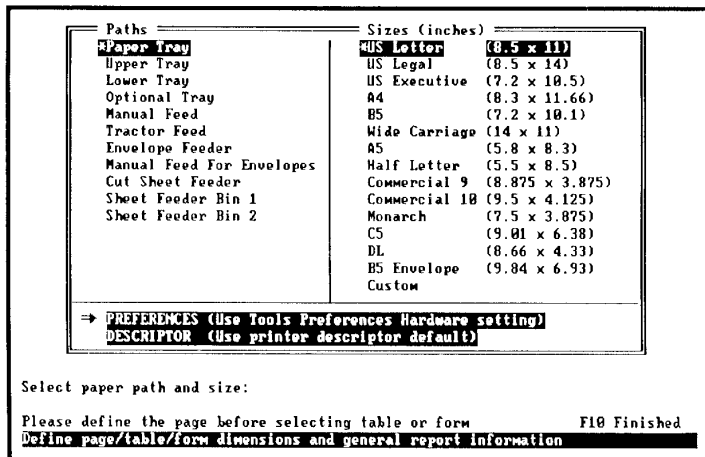 Paths Sizes (inches)
*Paper Tray *US Letter (8.5 x 11)
Upper Tray US Legal (8.5 x 14)
Lower Tray US Executive (7.2 x 10.5)
Optional Tray A4 (8.3 x 11.66)
Manual Feed B5 (7.2 x 10.1)
Tractor Feed Wide Carriage (14 x 11)
Envelope Feeder A5 (5.8 x 8.3)
Manual Feed For Envelopes Half Letter (5.5 x 8.5)
Cut Sheet Feeder Commercial 9 (8.875 x 3.875)
Sheet Feeder Bin 1 Commercial 10 (9.5 x 4.125)
Sheet Feeder Bin 2 Monarch (7.5 x 3.875)
C5 (9.01 x 6.38)
DL (8.66 x 4.33)
B5 Envelope (9.84 x 6.93)
Custom
⇒ PREFERENCES (Use Tools Preferences Hardware setting)
DESCRIPTOR (Use printer descriptor default)
Select paper path and size:
Please define the page before selecting table or form F10 Finished
Define page/table/form dimensions and general report information